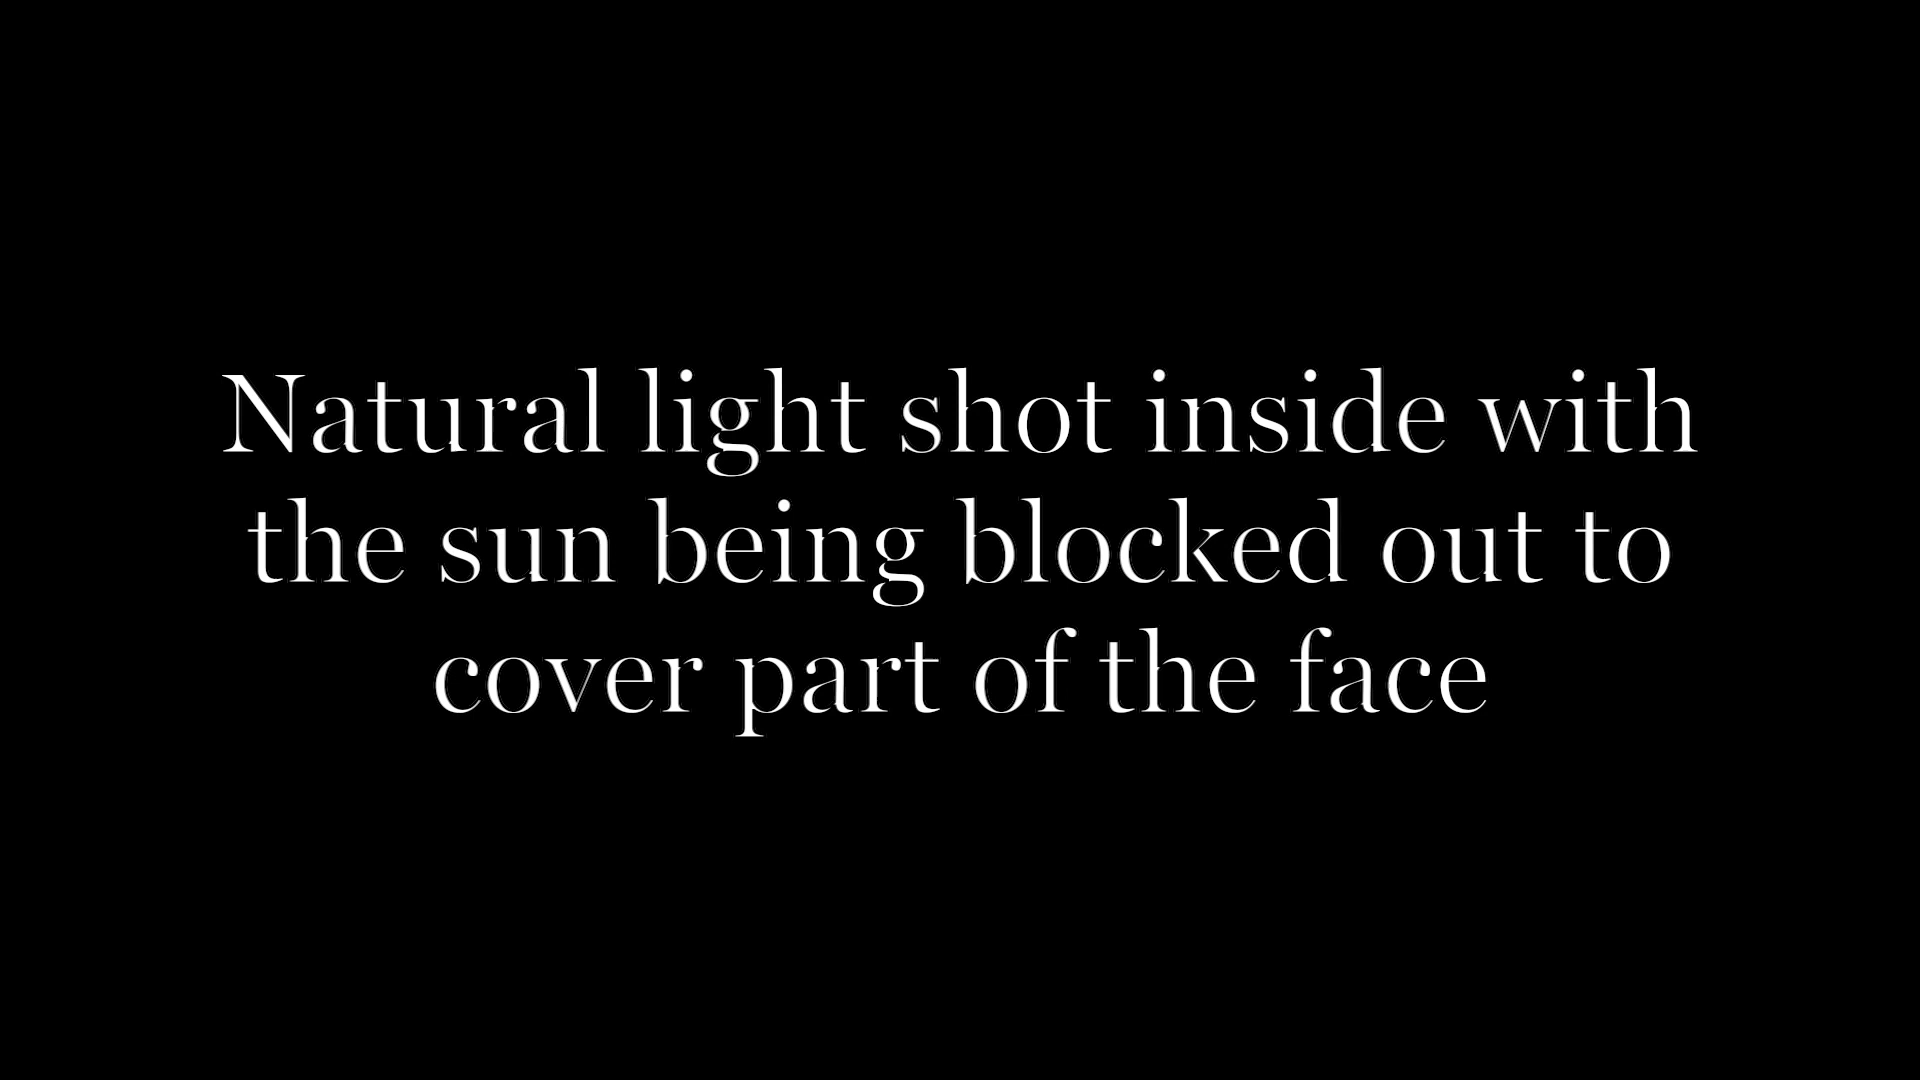 Natural light shot inside with
the sun being blocked out to
cover part of the face